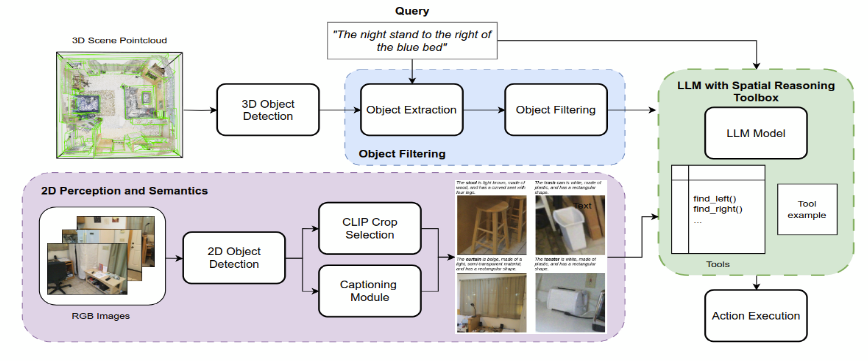 Query
"The night stand to the right of
the blue bed"
3D Scene Pointcloud
3D Object
Detection
Object Extraction
Object Filtering
Object Filtering
LLM with Spatial Reasoning
Toolbox
LLM Model
find_left()
find_right()
...
Tool
example
Tools
Action Execution
2D Perception and Semantics
RGB Images
2D Object
Detection
CLIP Crop
Selection
Captioning
Module
The stool is light brown, made of
wood, and has a curved seat with
four legs.
The trash can is white, made of
plastic, and has a rectangular
shape.
Text
The curtain is beige, made of a
light, semi-transparent material,
and has a rectangular shape.
The toaster is white, made of
plastic, and has a rectangular
shape.